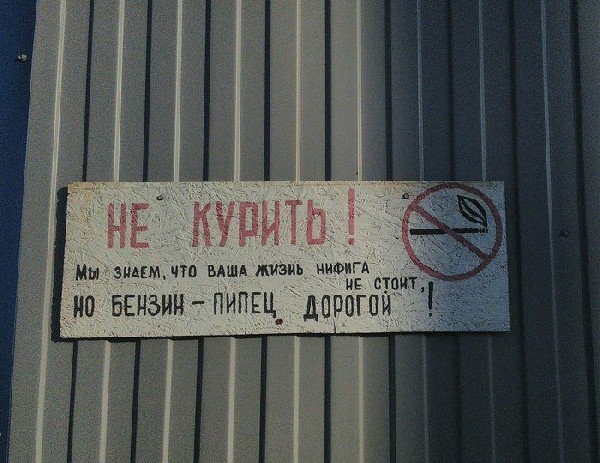 НЕ КУРИТЬ!
Мы знаем, что ваша жизнь нифига
не стоит,
но бензин – пипец дорогой!